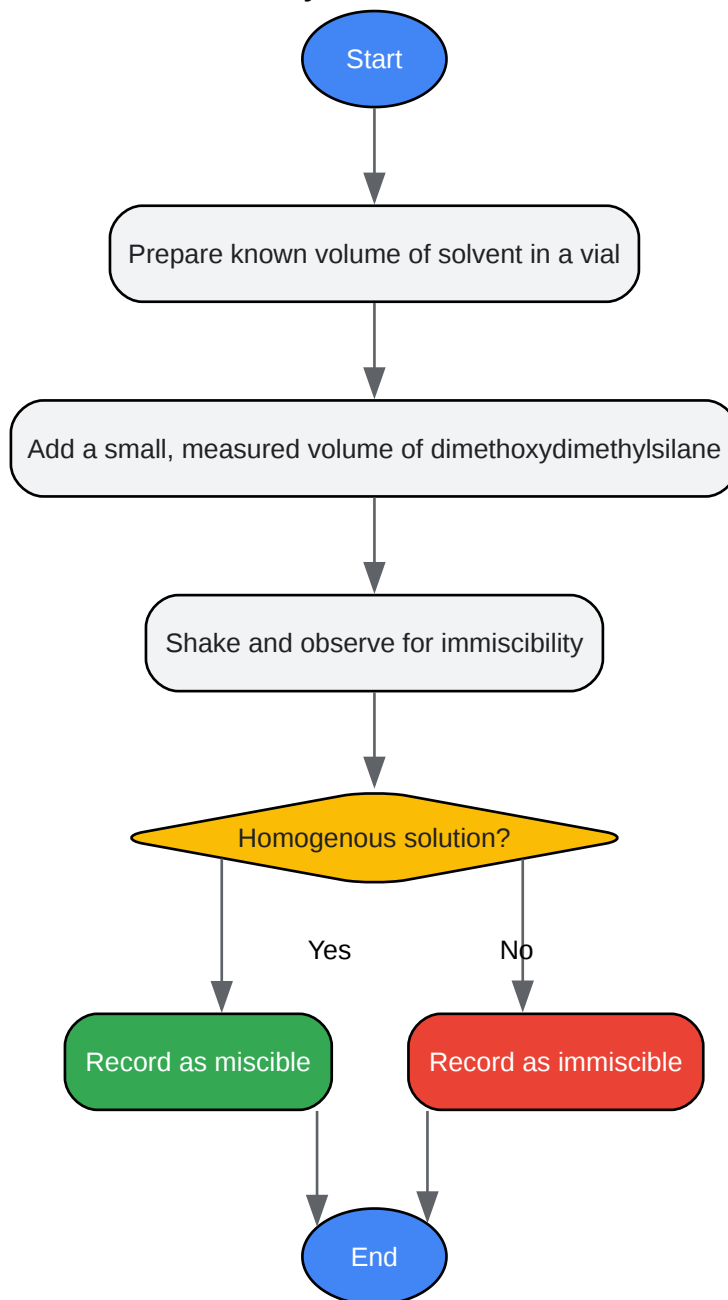 Start
Prepare known volume of solvent in a vial
Add a small, measured volume of dimethoxydimethylsilane
Shake and observe for immiscibility
Homogenous solution?
Yes
No
Record as miscible
Record as immiscible
End